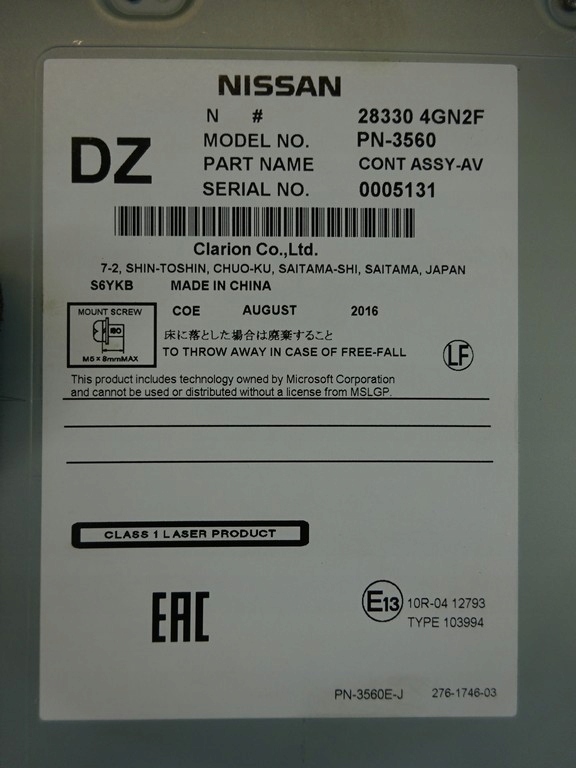 NISSAN
N # 28330 4GN2F
DZ
MODEL NO. PN-3560
PART NAME CONT ASSY-AV
SERIAL NO. 0005131
Clarion Co.,Ltd.
7-2, SHIN-TOSHIN, CHUO-KU, SAITAMA-SHI, SAITAMA, JAPAN
S6YKB MADE IN CHINA
MOUNT SCREW
COE AUGUST 2016
床に落とした場合は廃棄すること
M5 x 8mmMAX
TO THROW AWAY IN CASE OF FREE-FALL
LF
This product includes technology owned by Microsoft Corporation
and cannot be used or distributed without a license from MSLGP.
CLASS 1 LASER PRODUCT
EAC
E13 10R-04 12793
TYPE 103994
PN-3560E-J 276-1746-03